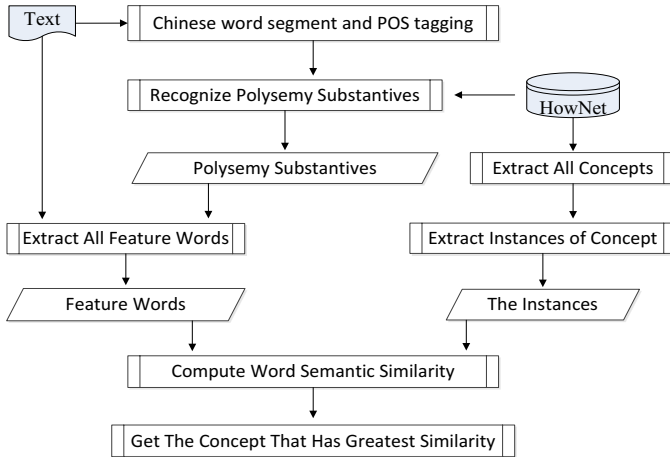 Text
Chinese word segment and POS tagging
Recognize Polysemy Substantives
HowNet
Polysemy Substantives
Extract All Concepts
Extract All Feature Words
Extract Instances of Concept
Feature Words
The Instances
Compute Word Semantic Similarity
Get The Concept That Has Greatest Similarity